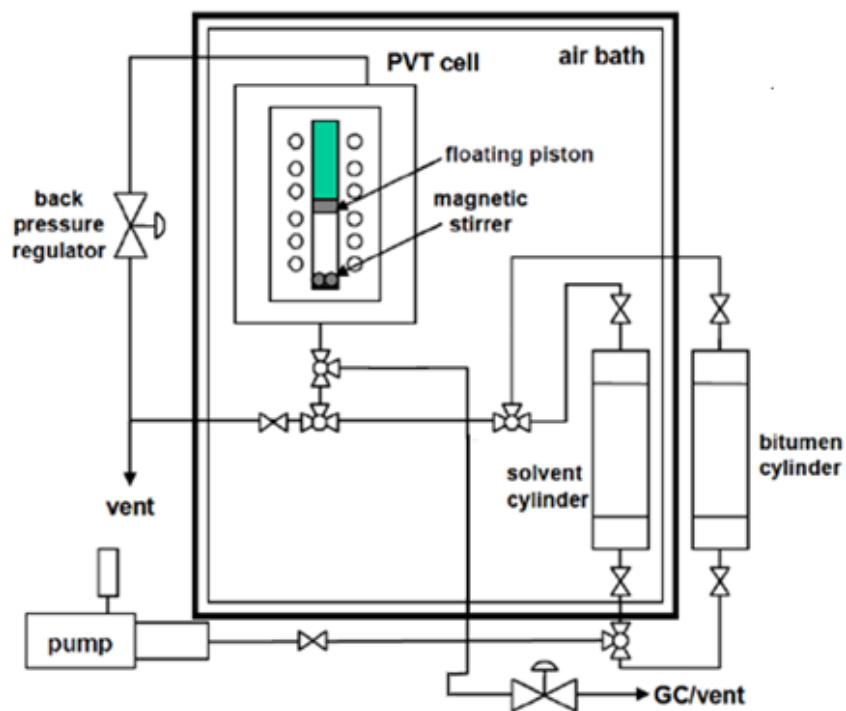 PVT cell
air bath
floating piston
magnetic
stirrer
back
pressure
regulator
solvent
cylinder
bitumen
cylinder
vent
pump
GC/vent